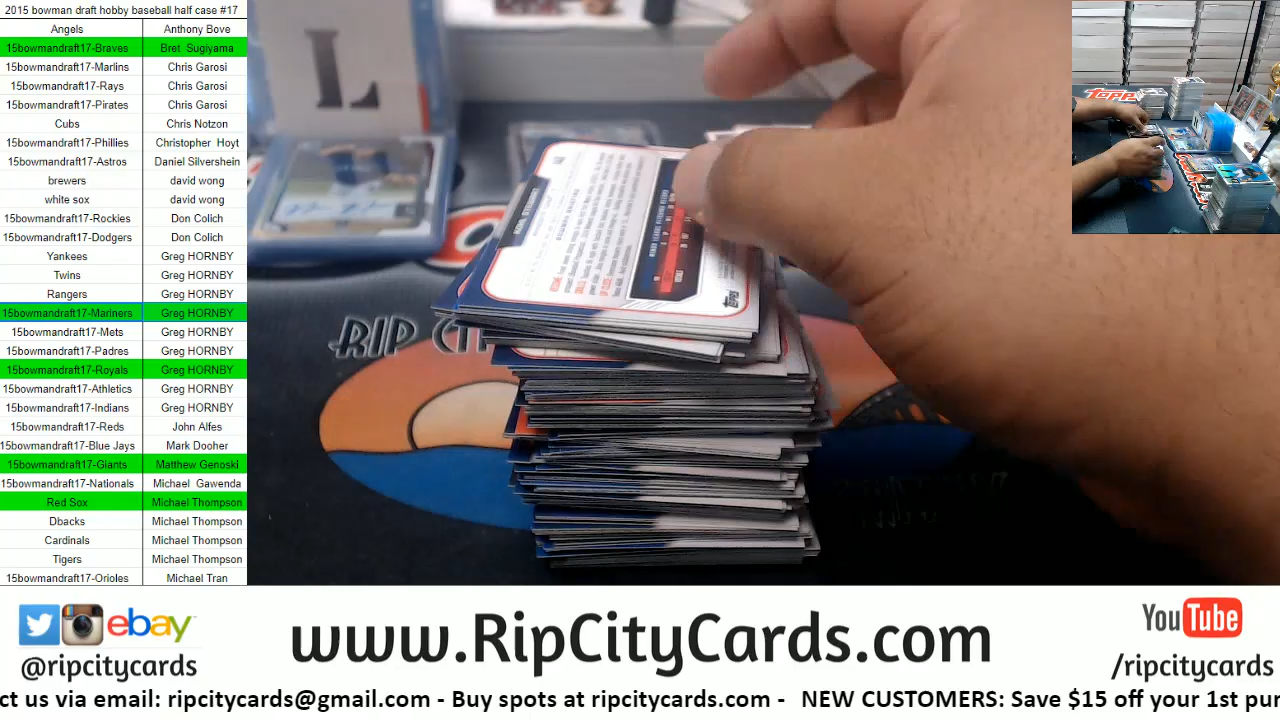 2015 bowman draft hobby baseball half case #17
Angels Anthony Bove
15bowmandraft17-Braves Bret Sugiyama
15bowmandraft17-Marlins Chris Garosi
15bowmandraft17-Rays Chris Garosi
15bowmandraft17-Pirates Chris Garosi
Cubs Chris Notzon
15bowmandraft17-Phillies Christopher Hoyt
15bowmandraft17-Astros Daniel Silvershein
brewers david wong
white sox david wong
15bowmandraft17-Rockies Don Colich
15bowmandraft17-Dodgers Don Colich
Yankees Greg HORNBY
Twins Greg HORNBY
Rangers Greg HORNBY
15bowmandraft17-Mariners Greg HORNBY
15bowmandraft17-Mets Greg HORNBY
15bowmandraft17-Padres Greg HORNBY
15bowmandraft17-Royals Greg HORNBY
15bowmandraft17-Athletics Greg HORNBY
15bowmandraft17-Indians Greg HORNBY
15bowmandraft17-Reds John Alfes
15bowmandraft17-Blue Jays Mark Dooher
15bowmandraft17-Giants Matthew Genoski
15bowmandraft17-Nationals Michael Gawenda
Red Sox Michael Thompson
Dbacks Michael Thompson
Cardinals Michael Thompson
Tigers Michael Thompson
15bowmandraft17-Orioles Michael Tran
L
RIP CIT
Topps
TOPP
ebay
@ripcitycards
www.RipCityCards.com
YouTube
/ripcitycards
ct us via email: ripcitycards@gmail.com - Buy spots at ripcitycards.com - NEW CUSTOMERS: Save $15 off your 1st pur